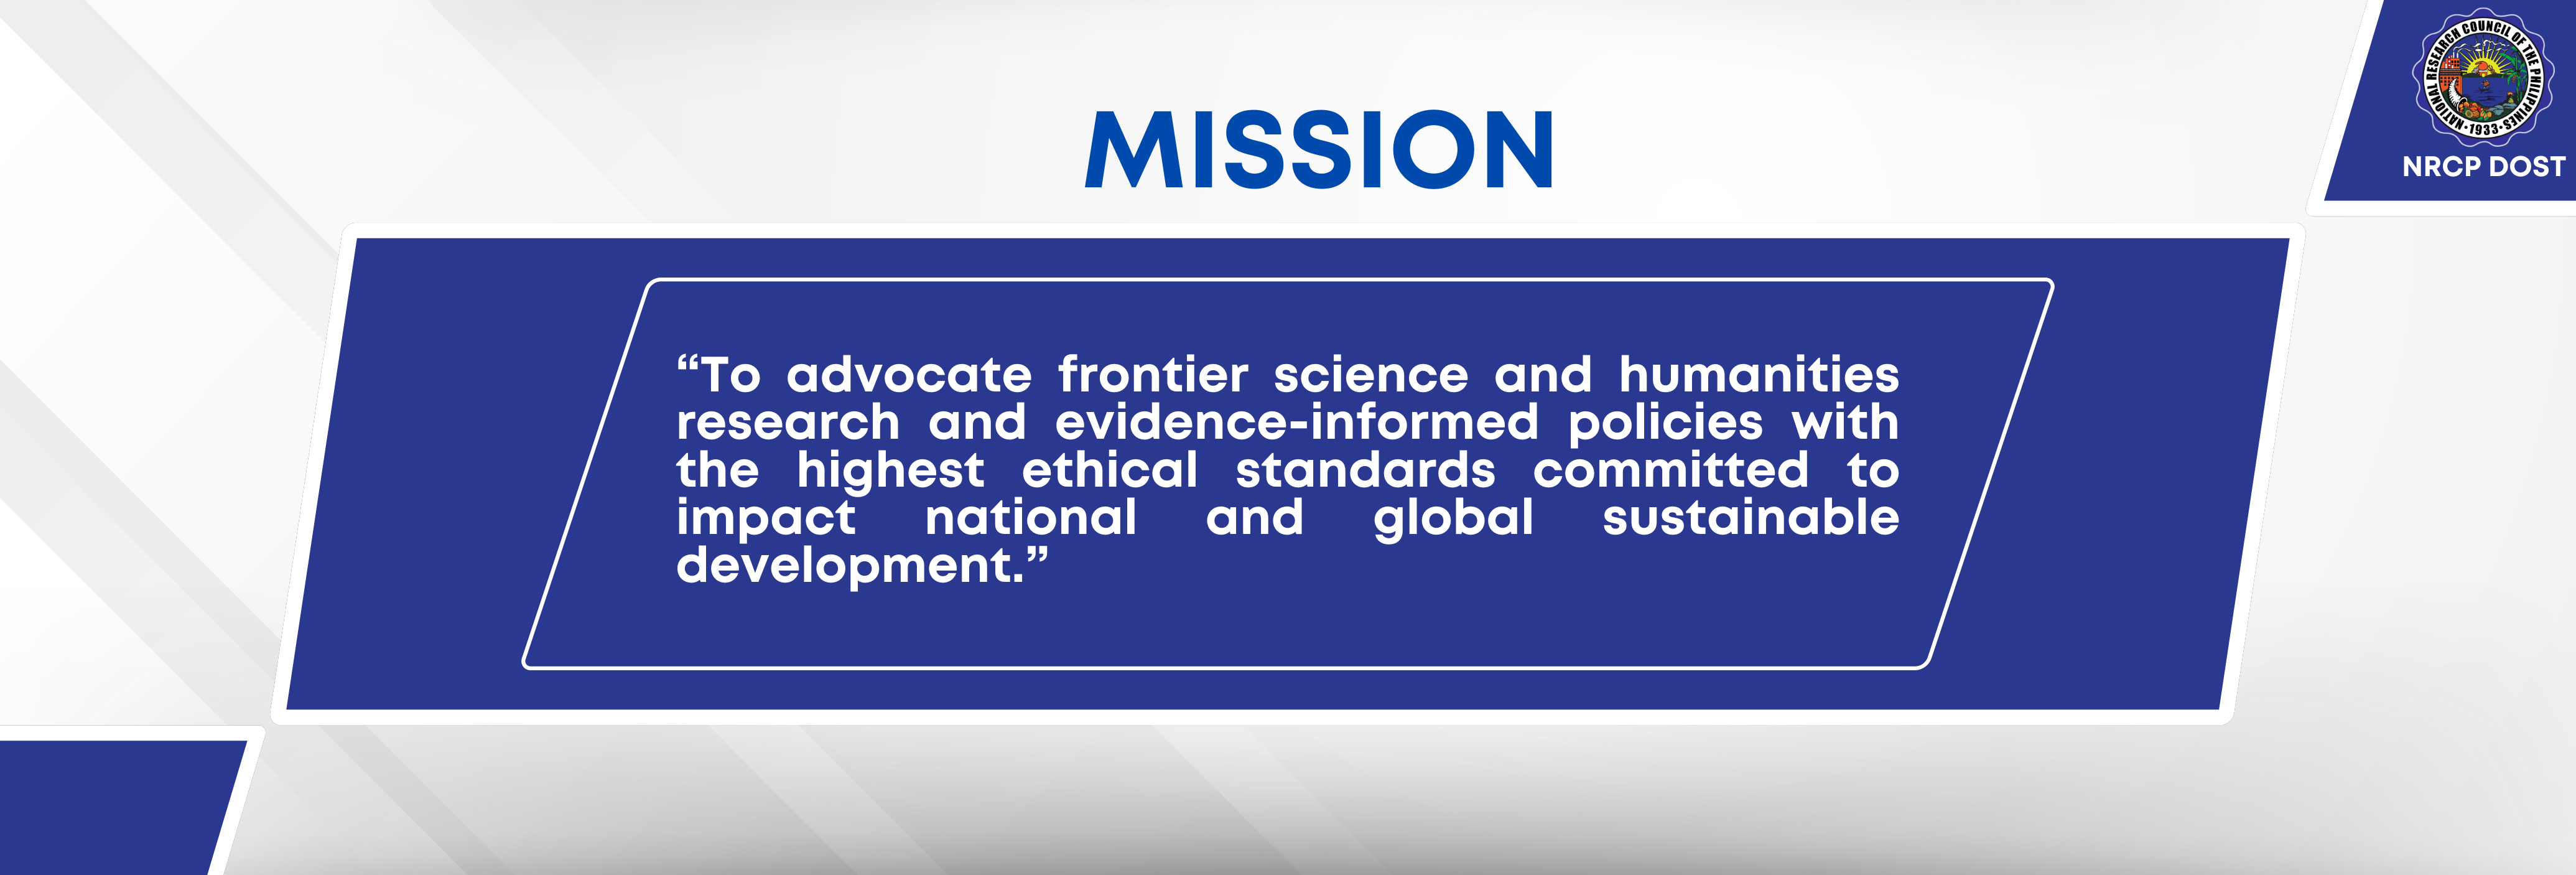 MISSION
NATIONAL RESEARCH COUNCIL OF THE PHILIPPINES
•1933•
NRCP DOST
“To advocate frontier science and humanities
research and evidence-informed policies with
the highest ethical standards committed to
impact national and global sustainable
development.”